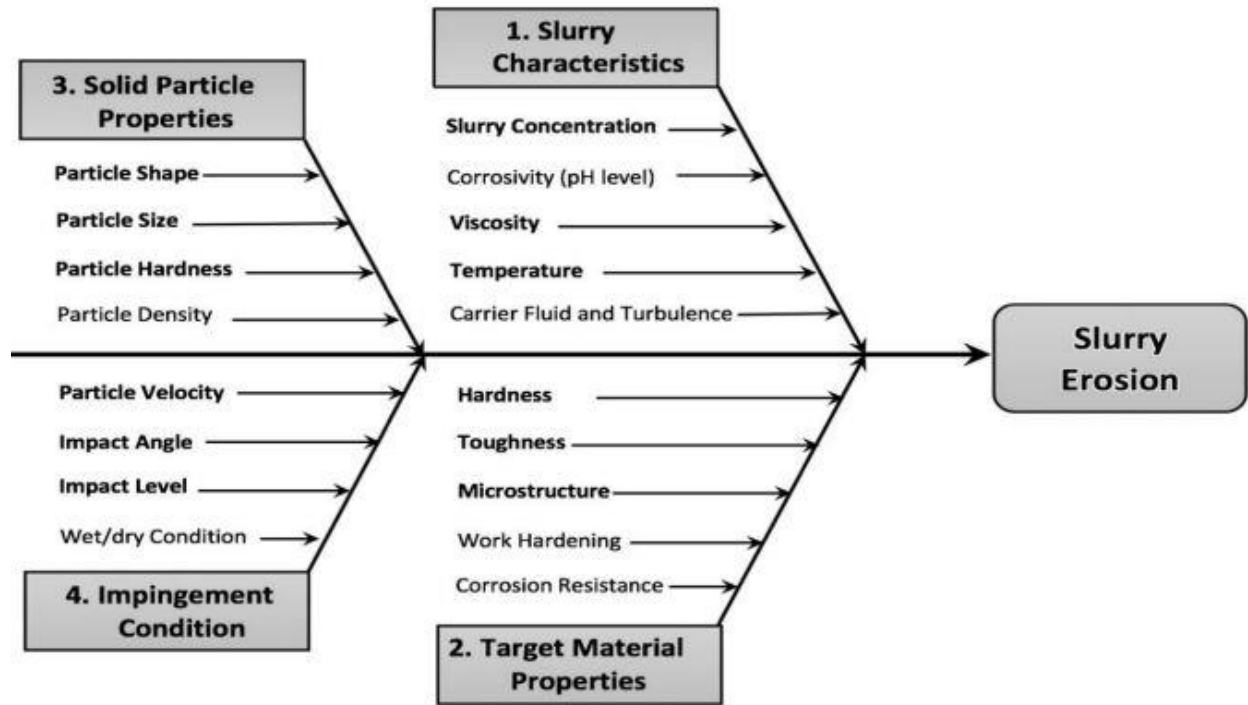 1. Slurry
Characteristics
Slurry Concentration
Corrosivity (pH level)
Viscosity
Temperature
Carrier Fluid and Turbulence
3. Solid Particle
Properties
Particle Shape
Particle Size
Particle Hardness
Particle Density
Slurry
Erosion
Particle Velocity
Impact Angle
Impact Level
Wet/dry Condition
4. Impingement
Condition
Hardness
Toughness
Microstructure
Work Hardening
Corrosion Resistance
2. Target Material
Properties